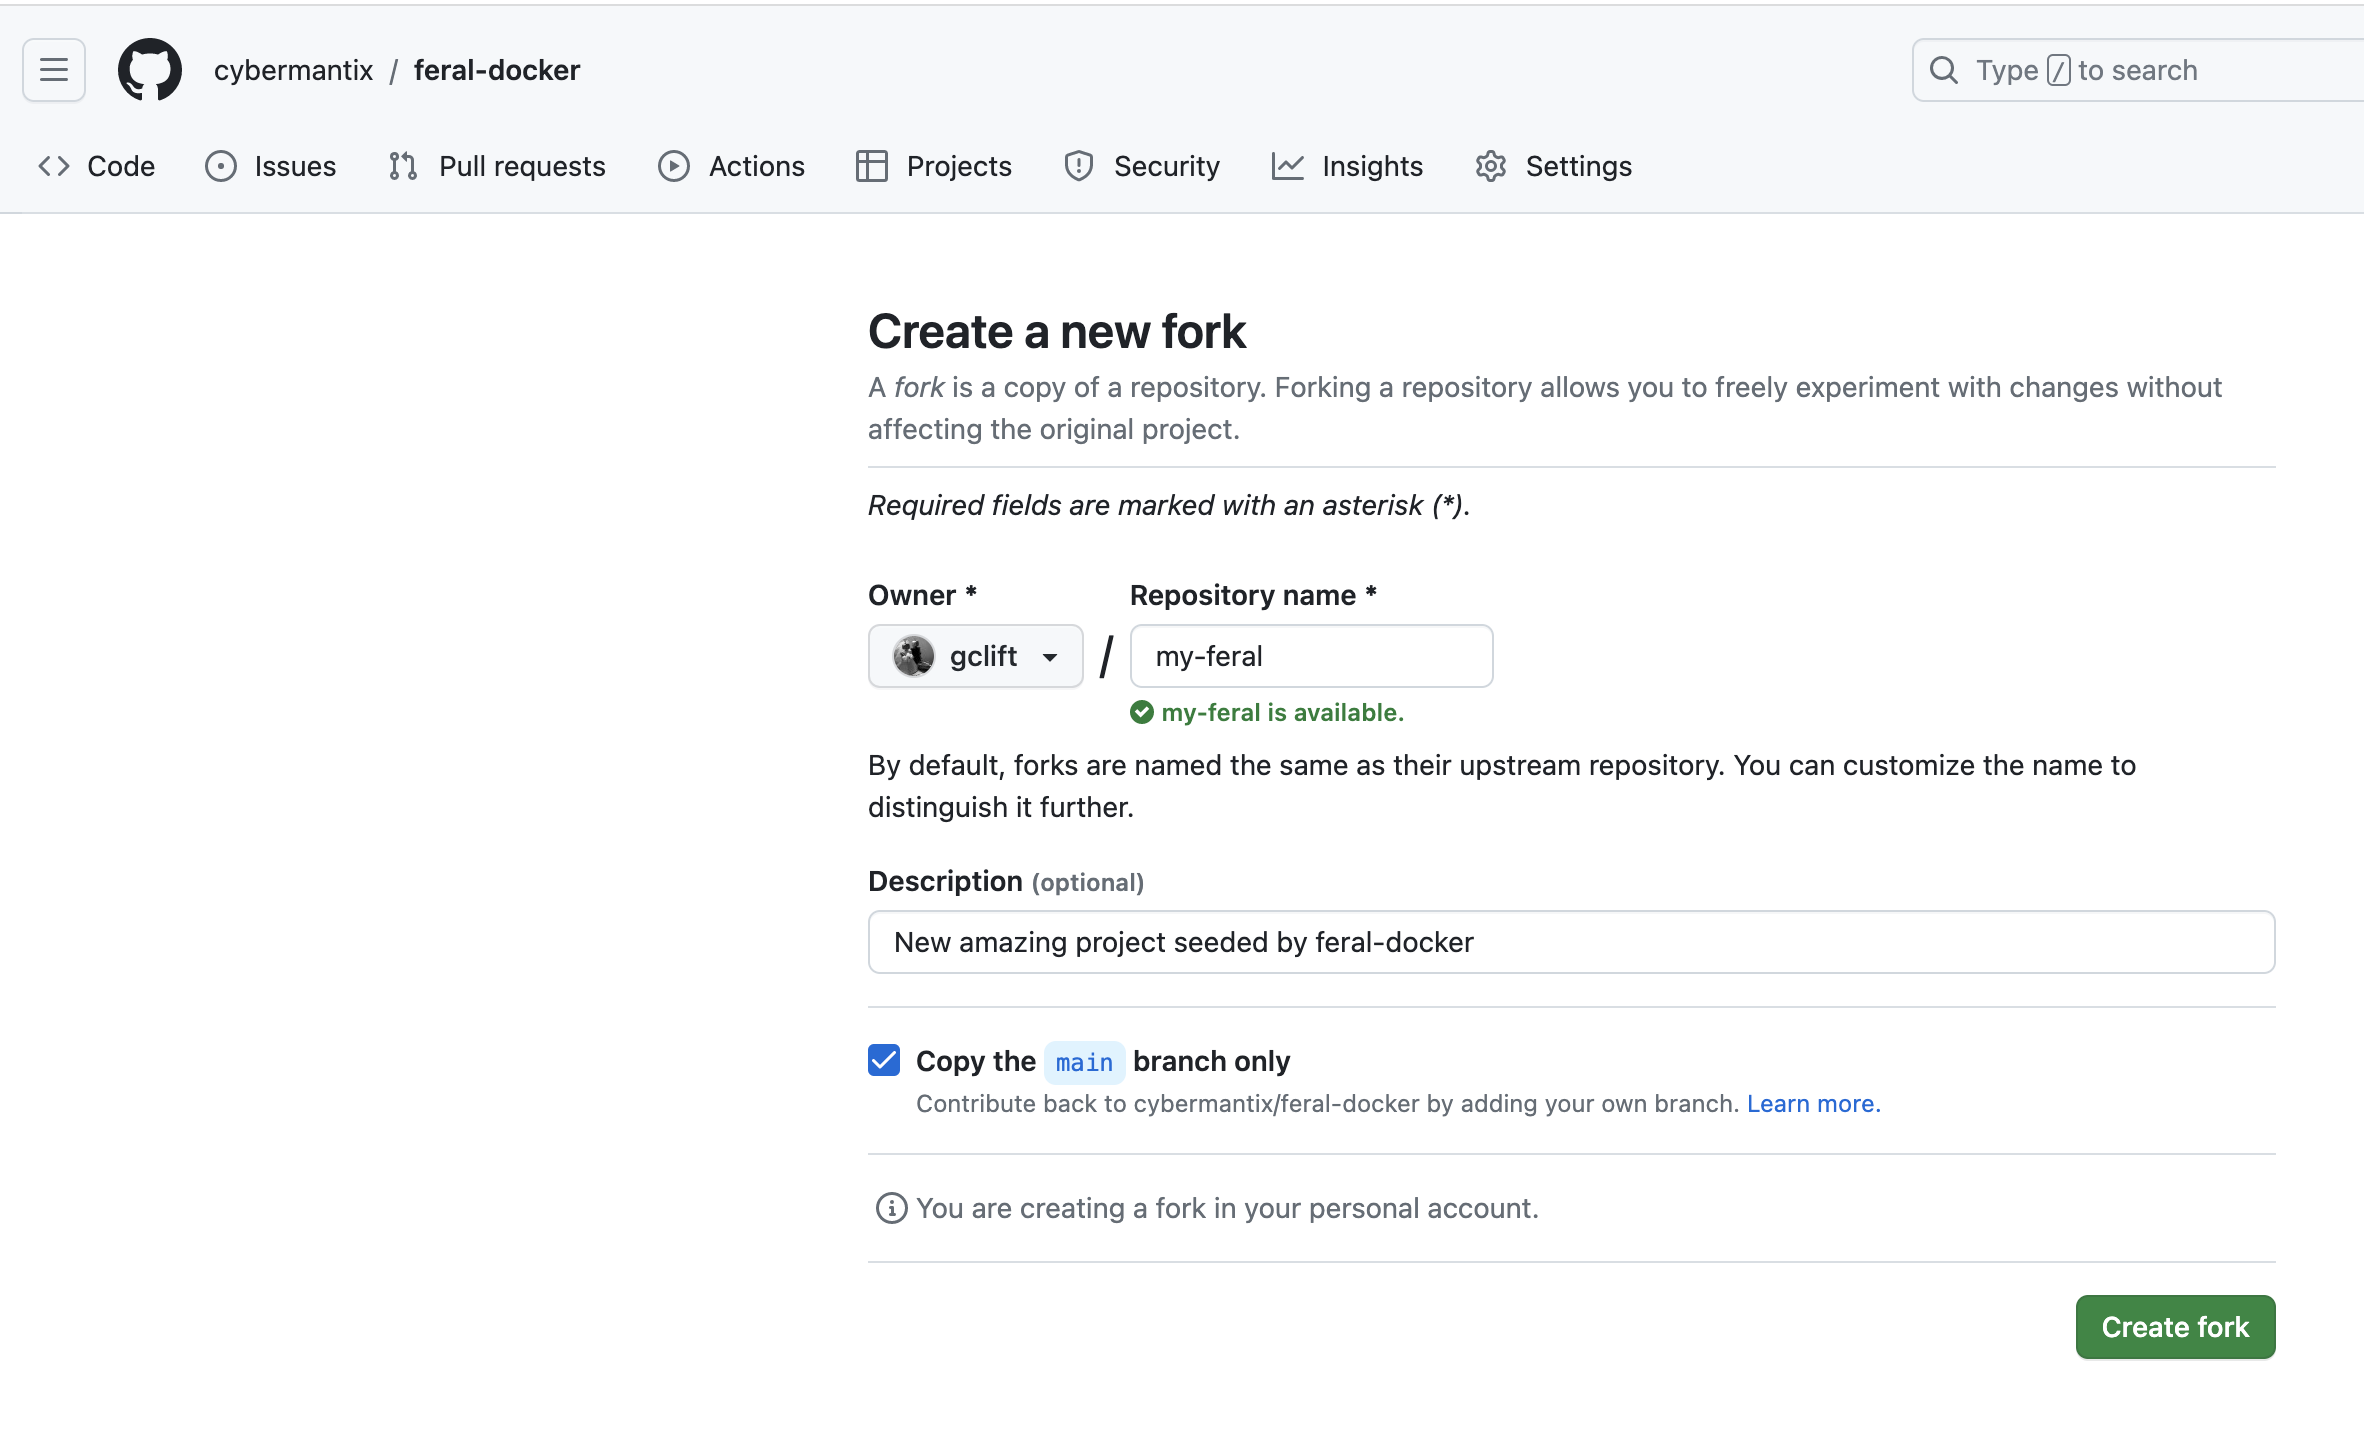 cybermantix / feral-docker
Type / to search
Code Issues Pull requests Actions Projects Security Insights Settings
Create a new fork
A fork is a copy of a repository. Forking a repository allows you to freely experiment with changes without
affecting the original project.
Required fields are marked with an asterisk (*).
Owner * Repository name *
gclift / my-feral
my-feral is available.
By default, forks are named the same as their upstream repository. You can customize the name to
distinguish it further.
Description (optional)
New amazing project seeded by feral-docker
Copy the main branch only
Contribute back to cybermantix/feral-docker by adding your own branch. Learn more.
You are creating a fork in your personal account.
Create fork